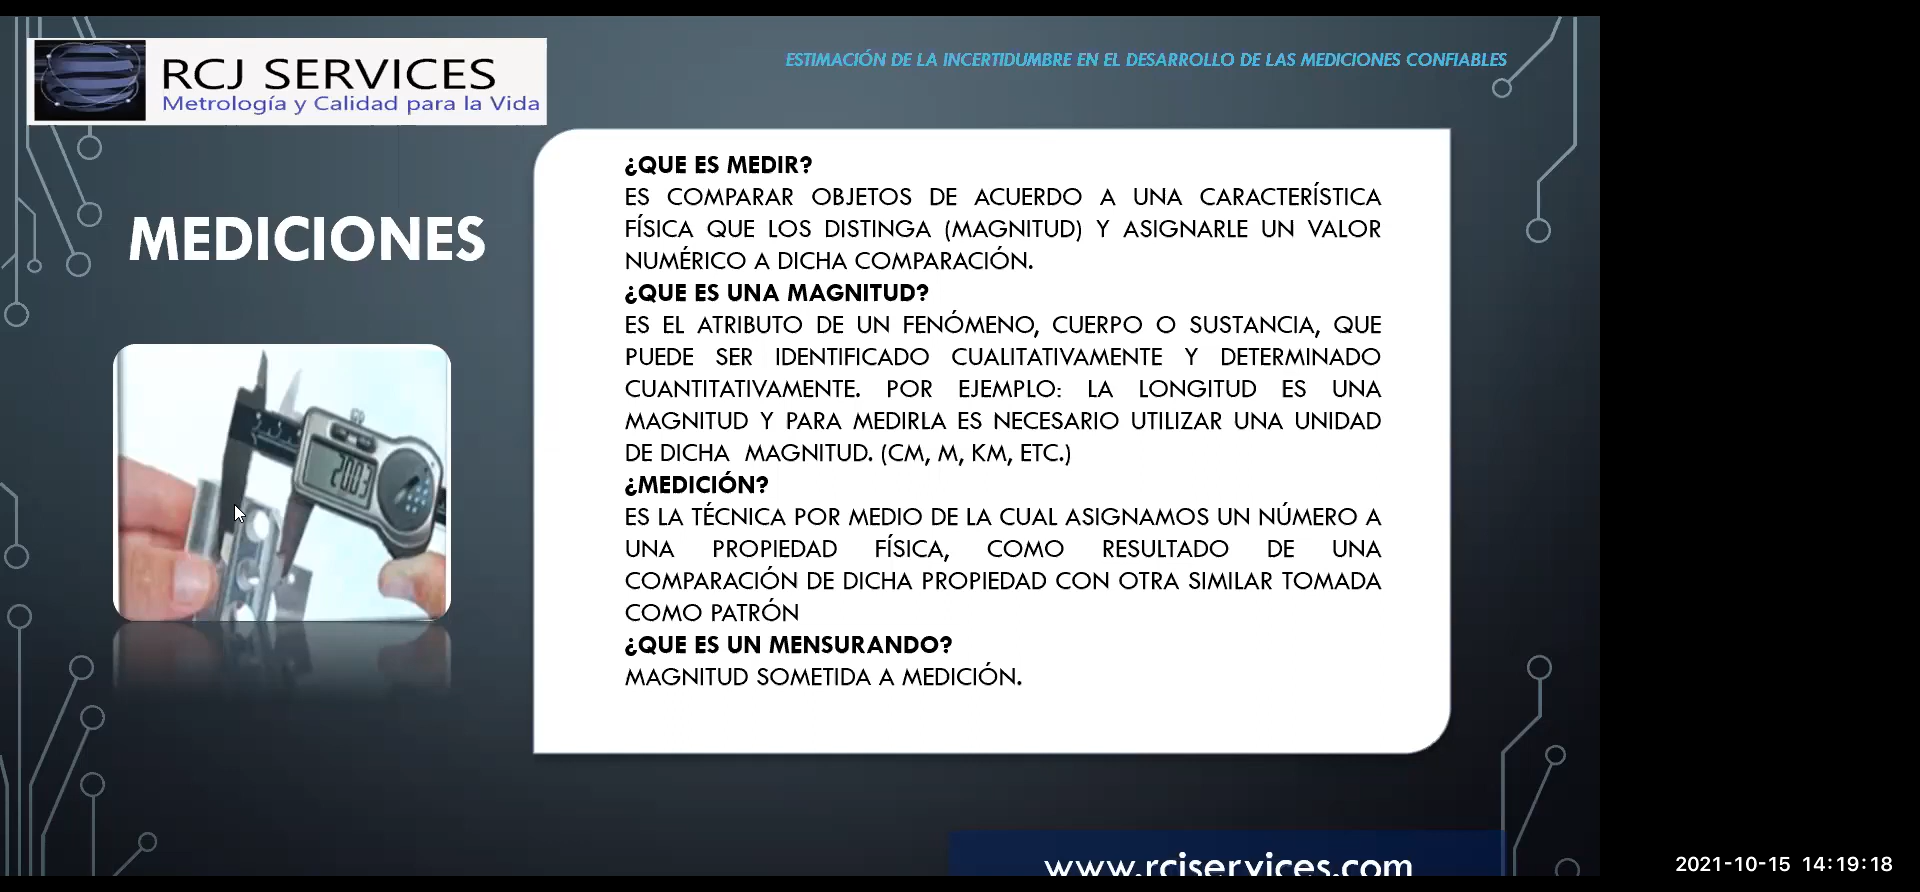 RCJ SERVICES
Metrología y Calidad para la Vida
ESTIMACIÓN DE LA INCERTIDUMBRE EN EL DESARROLLO DE LAS MEDICIONES CONFIABLES
MEDICIONES
20.03
¿QUE ES MEDIR?
ES COMPARAR OBJETOS DE ACUERDO A UNA CARACTERÍSTICA
FÍSICA QUE LOS DISTINGA (MAGNITUD) Y ASIGNARLE UN VALOR
NUMÉRICO A DICHA COMPARACIÓN.
¿QUE ES UNA MAGNITUD?
ES EL ATRIBUTO DE UN FENÓMENO, CUERPO O SUSTANCIA, QUE
PUEDE SER IDENTIFICADO CUALITATIVAMENTE Y DETERMINADO
CUANTITATIVAMENTE. POR EJEMPLO: LA LONGITUD ES UNA
MAGNITUD Y PARA MEDIRLA ES NECESARIO UTILIZAR UNA UNIDAD
DE DICHA MAGNITUD. (CM, M, KM, ETC.)
¿MEDICIÓN?
ES LA TÉCNICA POR MEDIO DE LA CUAL ASIGNAMOS UN NÚMERO A
UNA PROPIEDAD FÍSICA, COMO RESULTADO DE UNA
COMPARACIÓN DE DICHA PROPIEDAD CON OTRA SIMILAR TOMADA
COMO PATRÓN
¿QUE ES UN MENSURANDO?
MAGNITUD SOMETIDA A MEDICIÓN.
www.rcjservices.com
2021-10-15 14:19:18